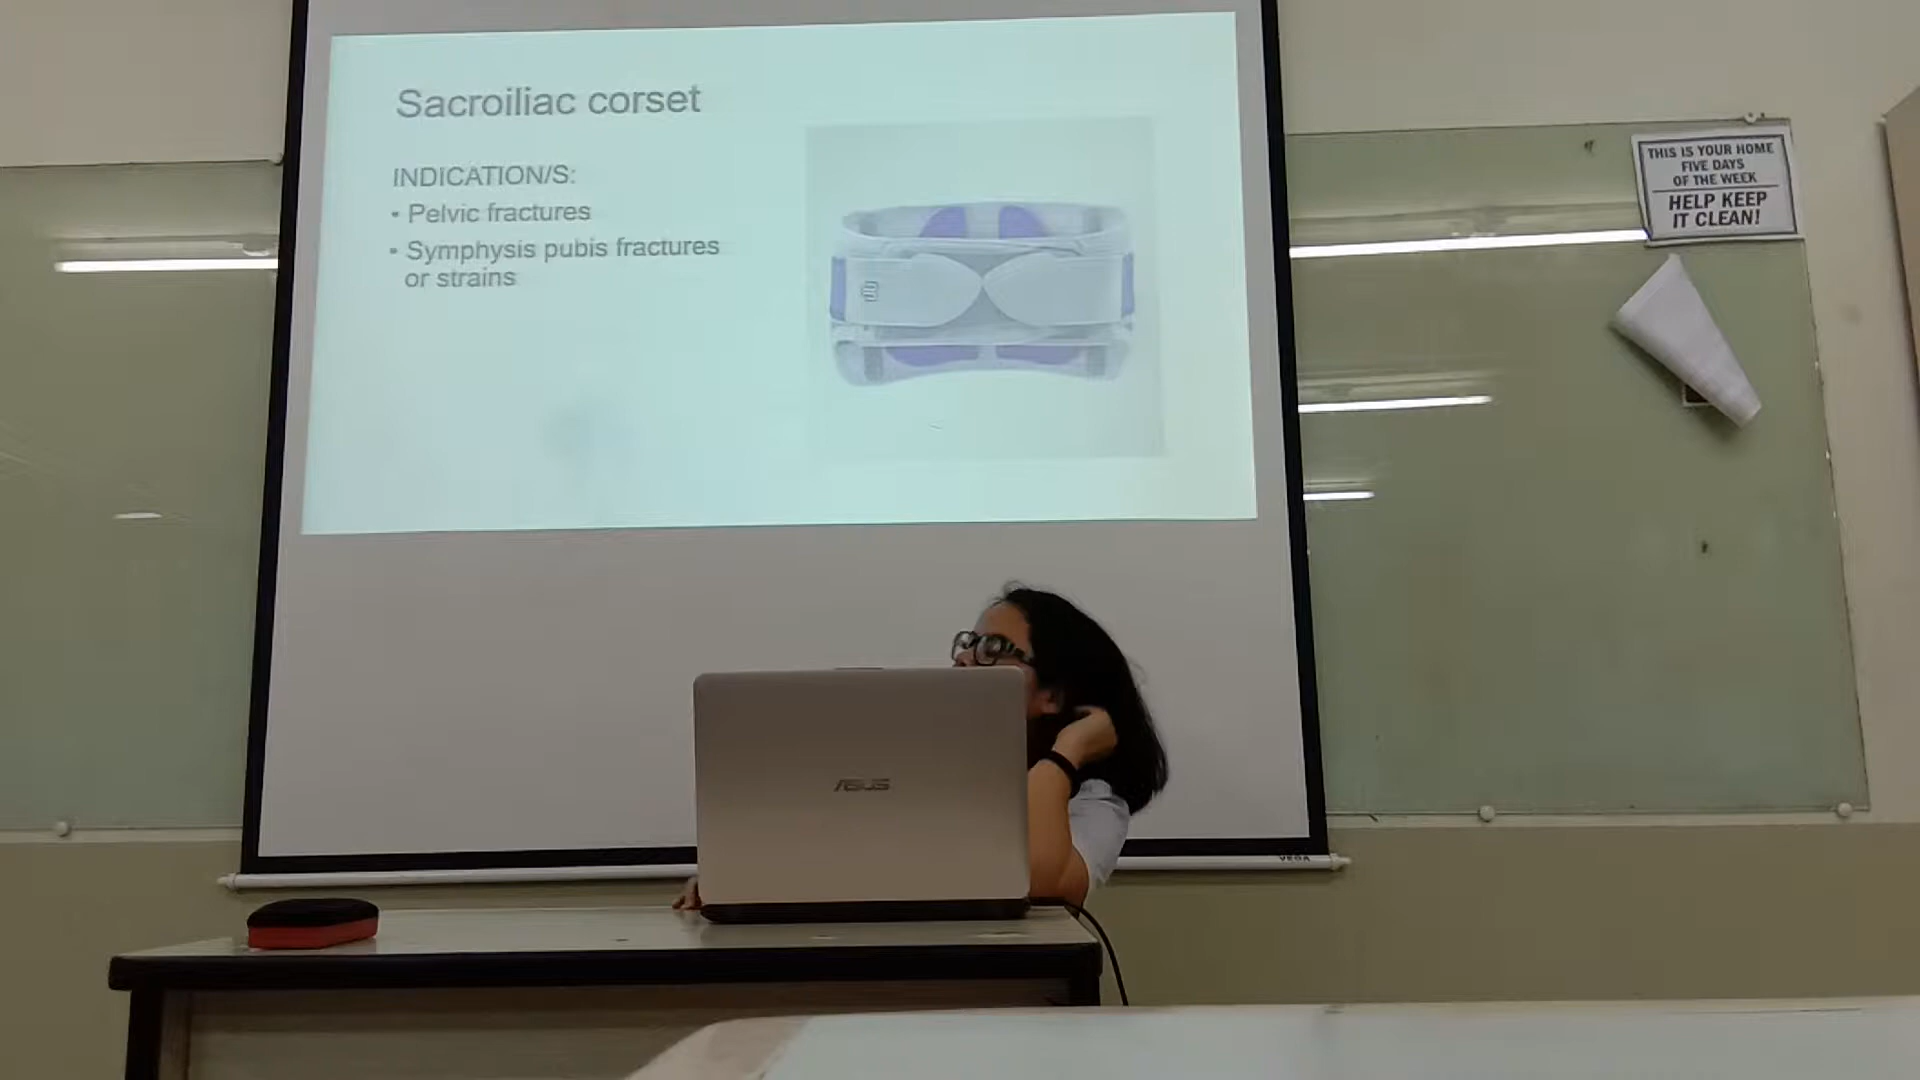 Sacroiliac corset
INDICATION/S:
• Pelvic fractures
• Symphysis pubis fractures
or strains
THIS IS YOUR HOME
FIVE DAYS
OF THE WEEK
HELP KEEP
IT CLEAN!
ASUS
VEGA